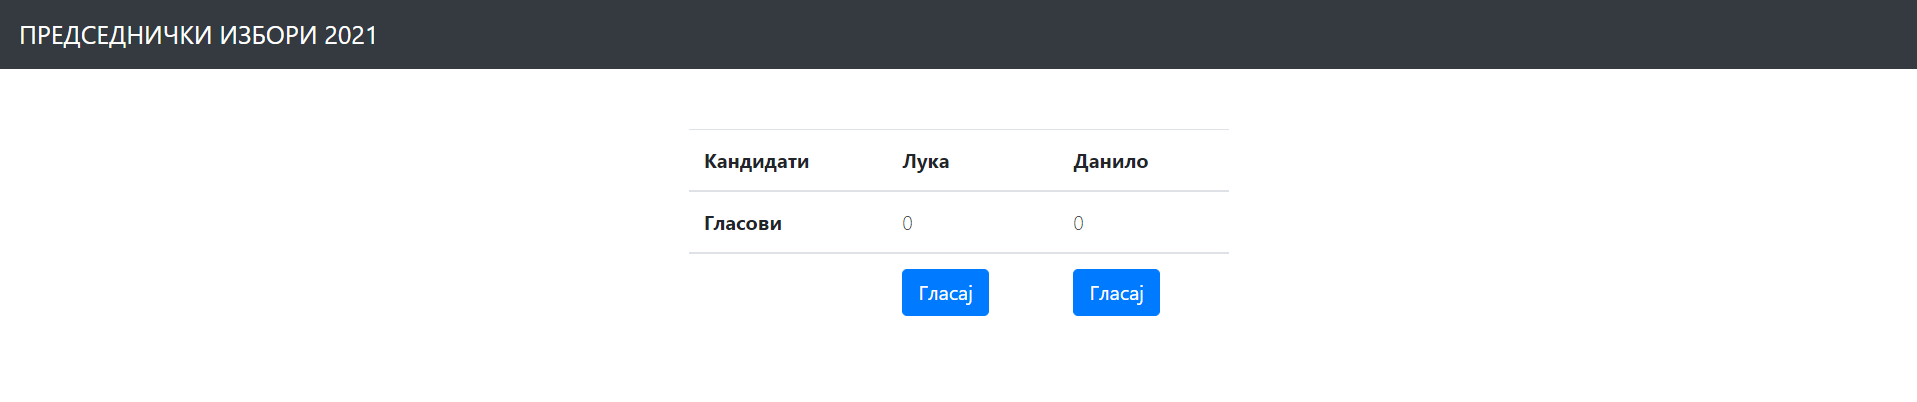 ПРЕДСЕДНИЧКИ ИЗБОРИ 2021
Кандидати Лука Данило
Гласови 0 0
Гласај Гласај